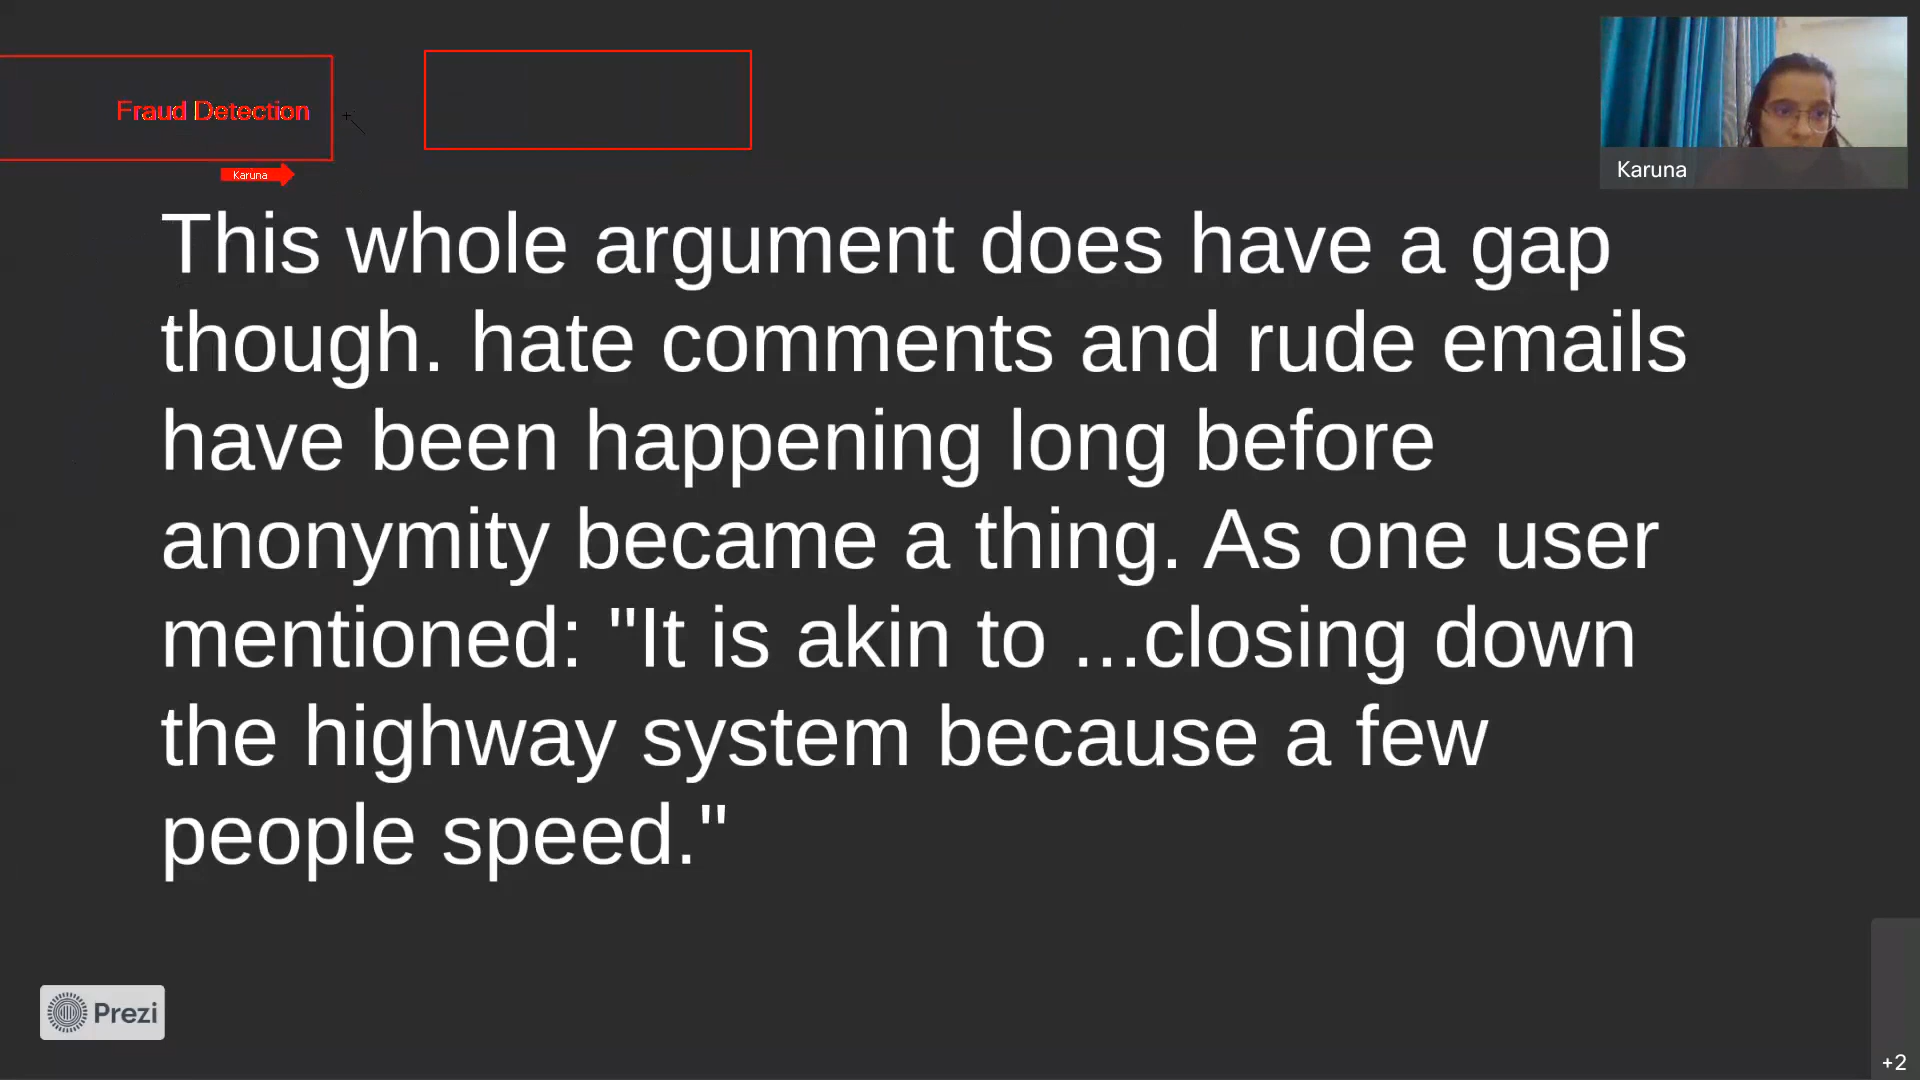 Fraud Detection
Karuna
Karuna
This whole argument does have a gap
though. hate comments and rude emails
have been happening long before
anonymity became a thing. As one user
mentioned: "It is akin to ...closing down
the highway system because a few
people speed."
Prezi
+2